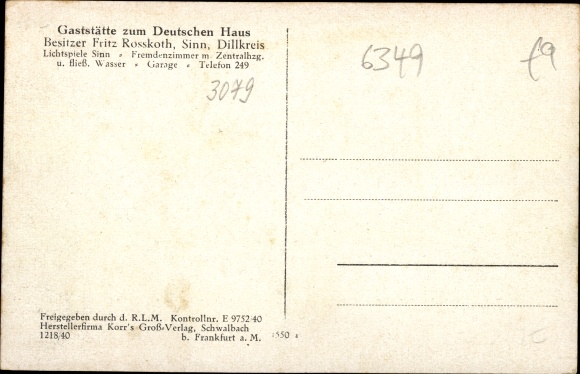 Gaststätte zum Deutschen Haus
Besitzer Fritz Rosskoth, Sinn, Dillkreis
Lichtspiele Sinn • Fremdenzimmer m. Zentralhzg.
u. fließ. Wasser • Garage • Telefon 249
3079
6349
f9
Freigegeben durch d. R.L.M. Kontrollnr. E 9752/40
Herstellerfirma Korr's Groß-Verlag, Schwalbach
1218/40 b. Frankfurt a. M. 550